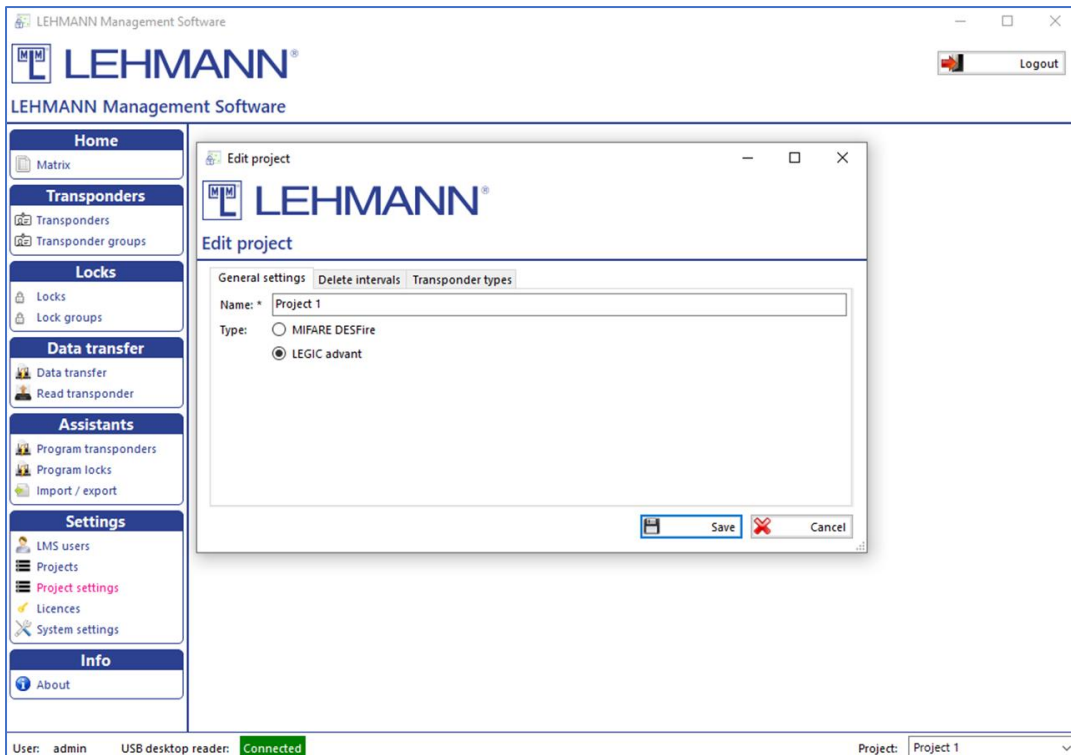 LEHMANN Management Software
MM
L
LEHMANN®
Logout
LEHMANN Management Software
Home
Matrix
Transponders
Transponders
Transponder groups
Locks
Locks
Lock groups
Data transfer
Data transfer
Read transponder
Assistants
Program transponders
Program locks
Import / export
Settings
LMS users
Projects
Project settings
Licences
System settings
Info
About
Edit project
MM
L
LEHMANN®
Edit project
General settings Delete intervals Transponder types
Name: * Project 1
Type: MIFARE DESFire
LEGIC advant
Save Cancel
User: admin USB desktop reader: Connected Project: Project 1